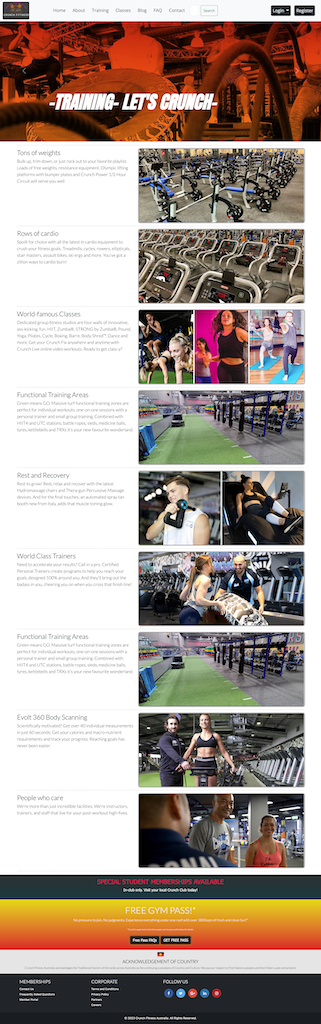 CRUNCH FITNESS
Home About Training Classes Blog FAQ Contact Search Login Register
-TRAINING- LET'S CRUNCH-
Tons of weights
Bulk up, trim down, or just rock out to your favorite playlist.
Loads of free weights, resistance equipment, Olympic lifting
platforms with bumper plates and Crunch Power 1/2 Hour
Circuit will serve you well
Rows of cardio
Spoilt for choice with all the latest in cardio equipment to
crush your fitness goals. Treadmills, cycles, rowers, ellipticals,
stair masters, assault bikes, ski ergs and more. You've got a
million ways to cardio burn!
World-famous Classes
Dedicated group fitness studios are four walls of innovative,
ass-kicking, fun: HIIT, Zumba®, STRONG by Zumba®, Pound,
Yoga, Pilates, Cycle, Boxing, Barre, Body Shred™, Dance and
more. Get your Crunch Fix anywhere and anytime with
Crunch Live online video workouts. Ready to get classy?
Functional Training Areas
Green means GO. Massive turf functional training zones are
perfect for individual workouts, one-on-one sessions with a
personal trainer and small group training. Combined with
HIIT4 and UTC stations, battle ropes, sleds, medicine balls,
tyres, kettlebells and TRX; it's your new favourite wonderland.
Rest and Recovery
Rest to grow! Rest, relax and recover with the latest
Hydromassage chairs and Thera-gun Percussive Massage
devices. And for the final touches, an automated spray tan
booth new from Italy, adds that muscle-toning glow.
World Class Trainers
Need to accelerate your results? Call in a pro. Certified
Personal Trainers create programs to help you reach your
goals, designed 100% around you. And they'll bring out the
badass in you, cheering you on when you cross that finish line!
Functional Training Areas
Green means GO. Massive turf functional training zones are
perfect for individual workouts, one-on-one sessions with a
personal trainer and small group training. Combined with
HIIT4 and UTC stations, battle ropes, sleds, medicine balls,
tyres, kettlebells and TRX; it's your new favourite wonderland.
Evolt 360 Body Scanning
Scientifically motivated? Get over 40 individual measurements
in just 60 seconds. Get your calories and macro nutrient
requirements and track your progress. Reaching goals has
never been easier.
People who care
We're more than just incredible facilities. We're instructors,
trainers, and staff that live for your post-workout high fives.
SPECIAL STUDENT MEMBERSHIPS AVAILABLE
In-club only. Visit your local Crunch Club today!
FREE GYM PASS!*
Free Pass FAQs GET FREE PASS
ACKNOWLEDGEMENT OF COUNTRY
MEMBERSHIPS
Contact Us
Frequently Asked Questions
Member Portal
CORPORATE
Terms and Conditions
Privacy Policy
Partners
Careers
FOLLOW US
© 2023 Crunch Fitness Australia. All Rights Reserved.